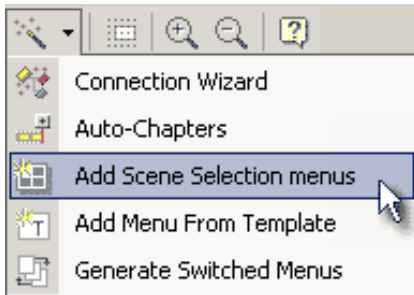 Connection Wizard
Auto-Chapters
Add Scene Selection menus
Add Menu From Template
Generate Switched Menus